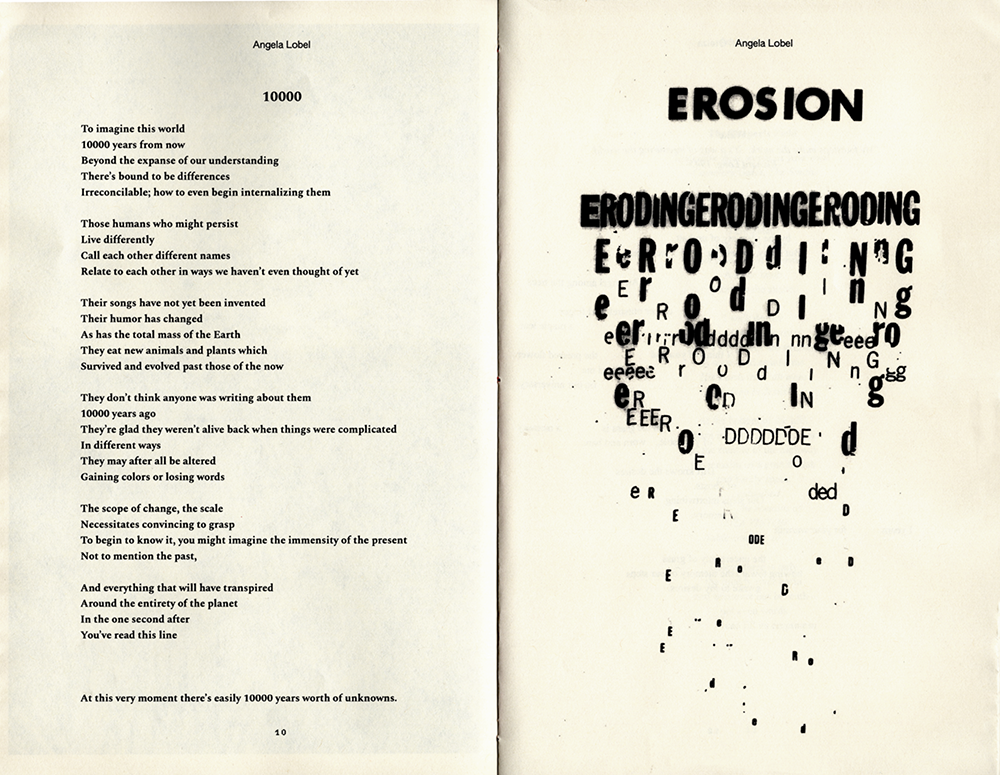 Angela Lobel
10000
To imagine this world
10000 years from now
Beyond the expanse of our understanding
There's bound to be differences
Irreconcilable; how to even begin internalizing them
Those humans who might persist
Live differently
Call each other different names
Relate to each other in ways we haven't even thought of yet
Their songs have not yet been invented
Their humor has changed
As has the total mass of the Earth
They eat new animals and plants which
Survived and evolved past those of the now
They don't think anyone was writing about them
10000 years ago
They're glad they weren't alive back when things were complicated
In different ways
They may after all be altered
Gaining colors or losing words
The scope of change, the scale
Necessitates convincing to grasp
To begin to know it, you might imagine the immensity of the present
Not to mention the past,
And everything that will have transpired
Around the entirety of the planet
In the one second after
You've read this line
At this very moment there's easily 10000 years worth of unknowns.
10
Angela Lobel
EROSION
ERODINGERODINGERODING
E R O D I N G
e E r R o O d D I I n N g
E R O D I N G
r o d i n gg
e R O D I N g
EEER
o DDDDDDOE d
E o
e R ded
E D
ODE
R o e D
E D
E e
E R o
d
e d